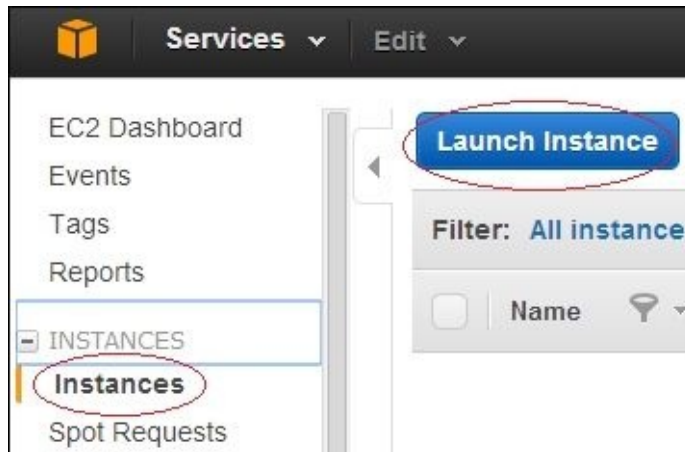 Services Edit
EC2 Dashboard
Events
Tags
Reports
INSTANCES
Instances
Spot Requests
Launch Instance
Filter: All instance
Name